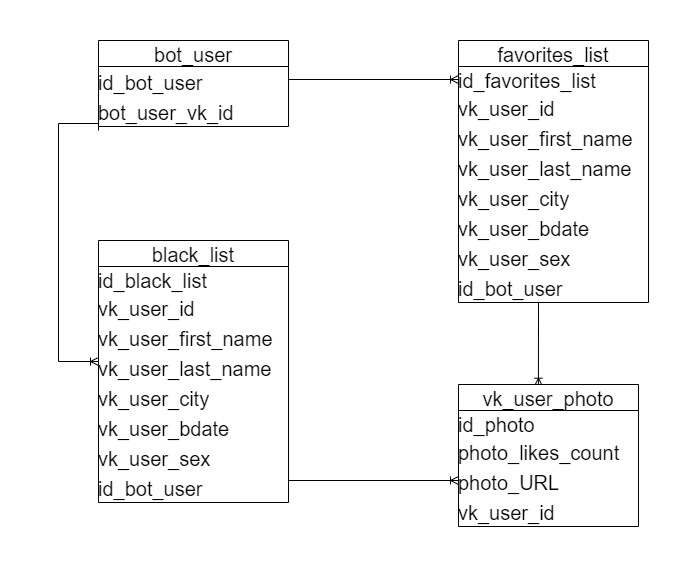 bot_user
id_bot_user
bot_user_vk_id
favorites_list
id_favorites_list
vk_user_id
vk_user_first_name
vk_user_last_name
vk_user_city
vk_user_bdate
vk_user_sex
id_bot_user
black_list
id_black_list
vk_user_id
vk_user_first_name
vk_user_last_name
vk_user_city
vk_user_bdate
vk_user_sex
id_bot_user
vk_user_photo
id_photo
photo_likes_count
photo_URL
vk_user_id